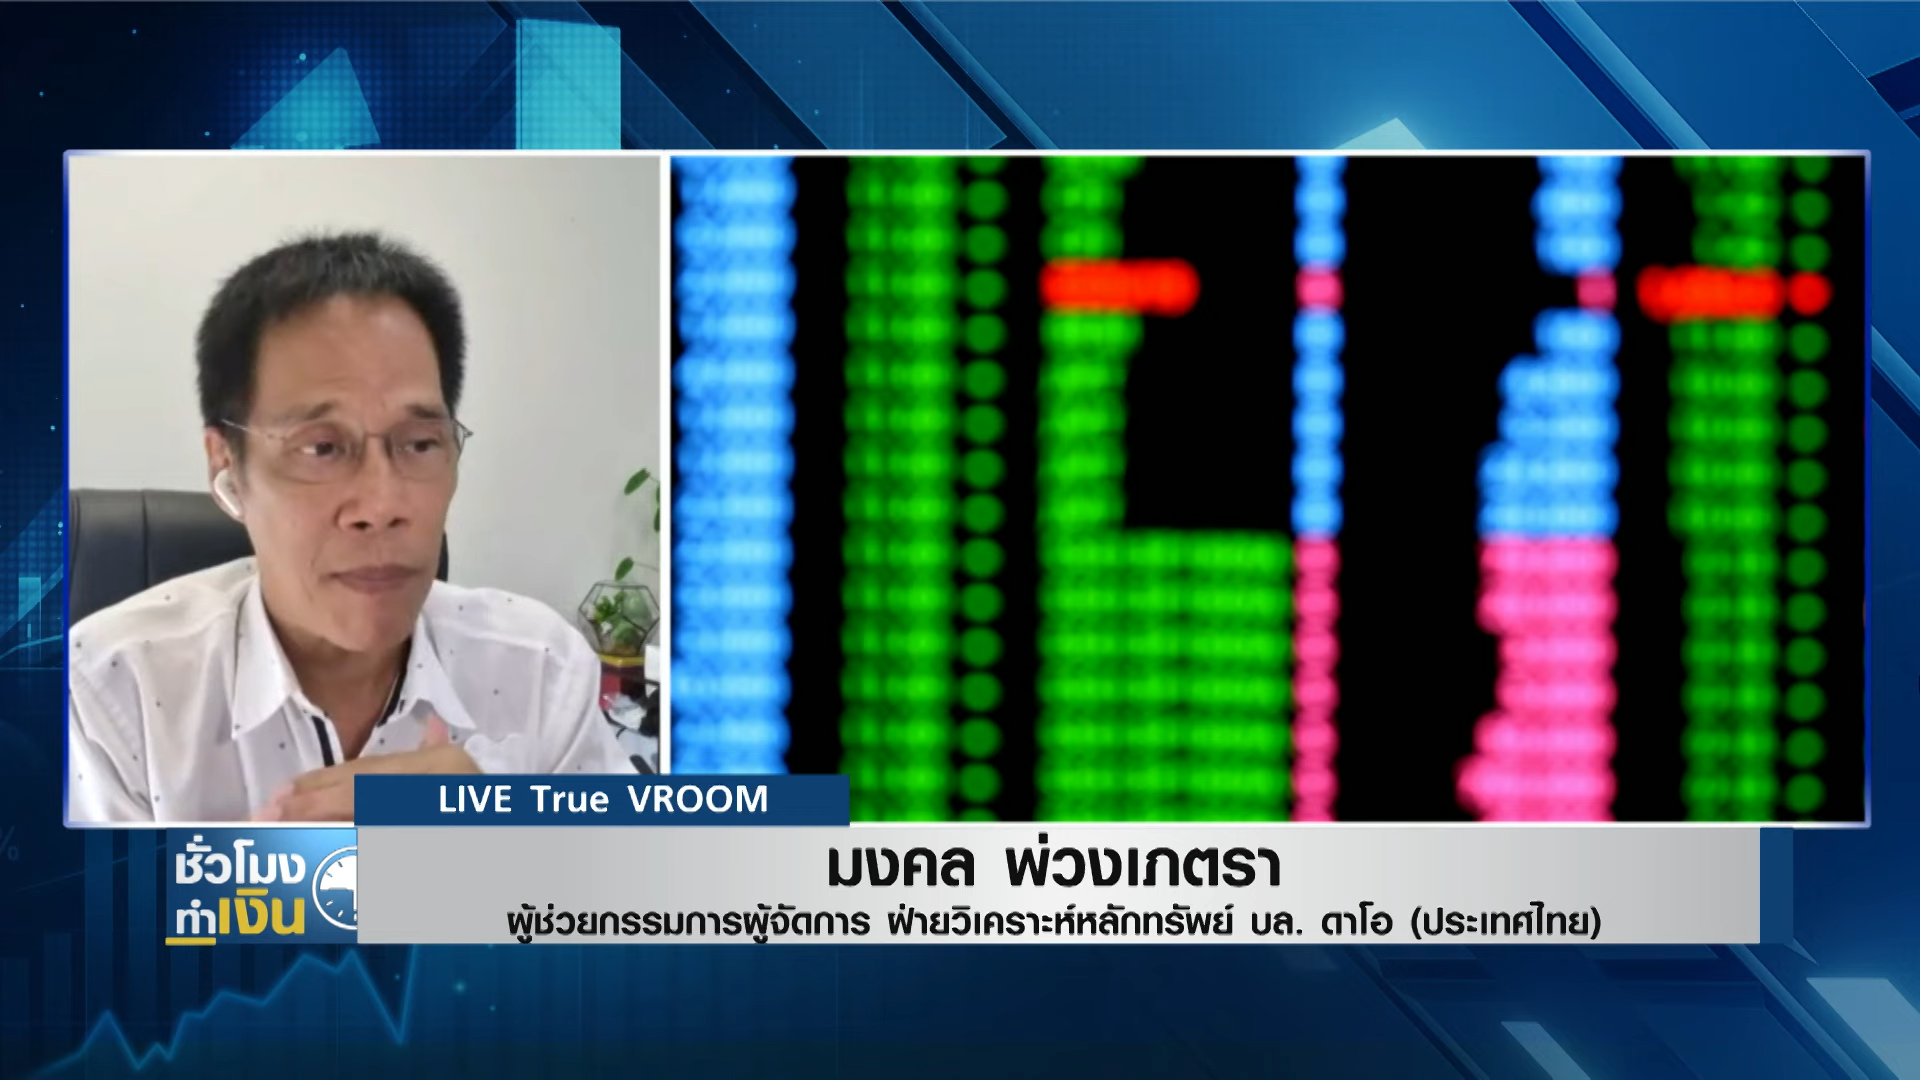 LIVE True VROOM
ชั่วโมง
ทำเงิน
มงคล พ่วงเภตรา
ผู้ช่วยกรรมการผู้จัดการ ฝ่ายวิเคราะห์หลักทรัพย์ บล. ดาโอ (ประเทศไทย)
%